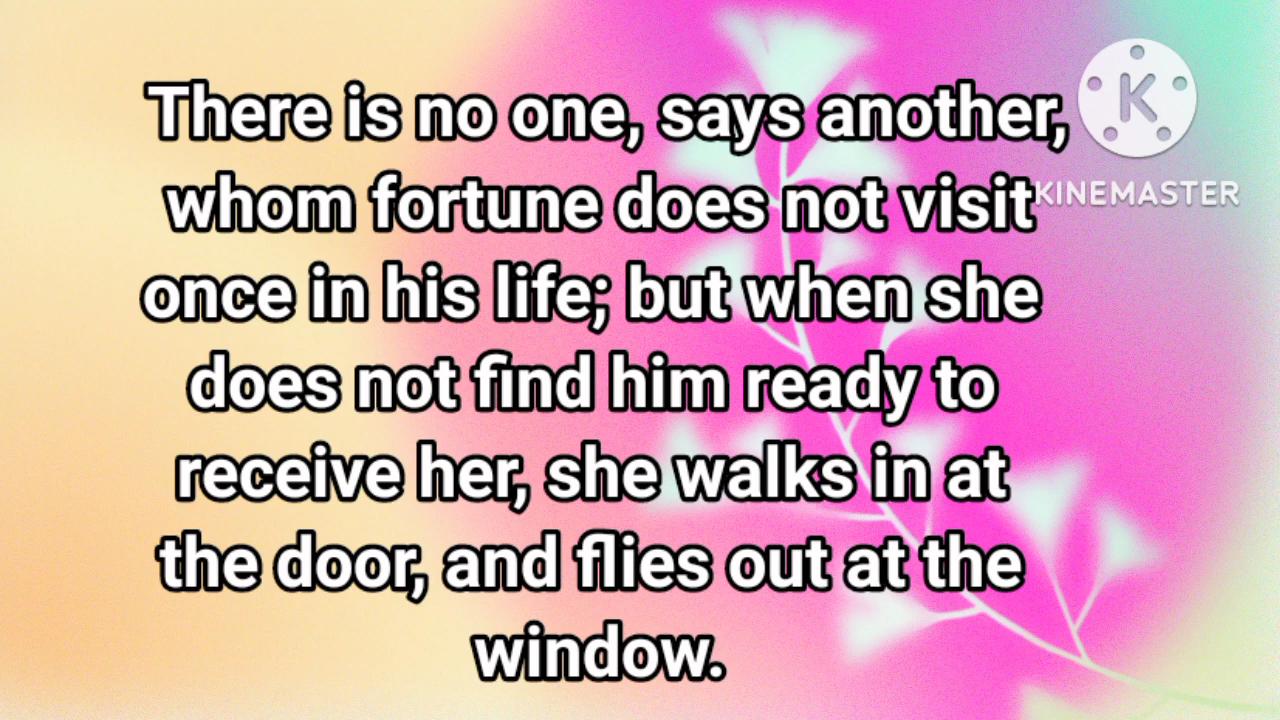 There is no one, says another,
whom fortune does not visit
once in his life; but when she
does not find him ready to
receive her, she walks in at
the door, and flies out at the
window.
K
KINEMASTER